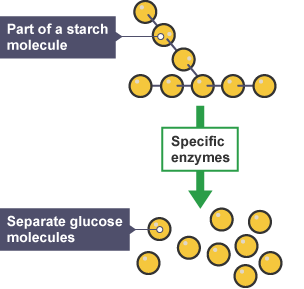 Part of a starch
molecule
Specific
enzymes
Separate glucose
molecules